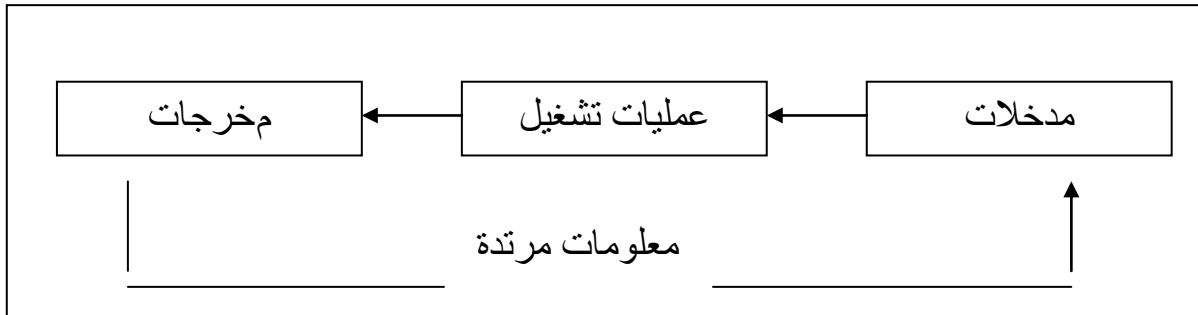 مدخلات
عمليات تشغيل
مخرجات
معلومات مرتدة